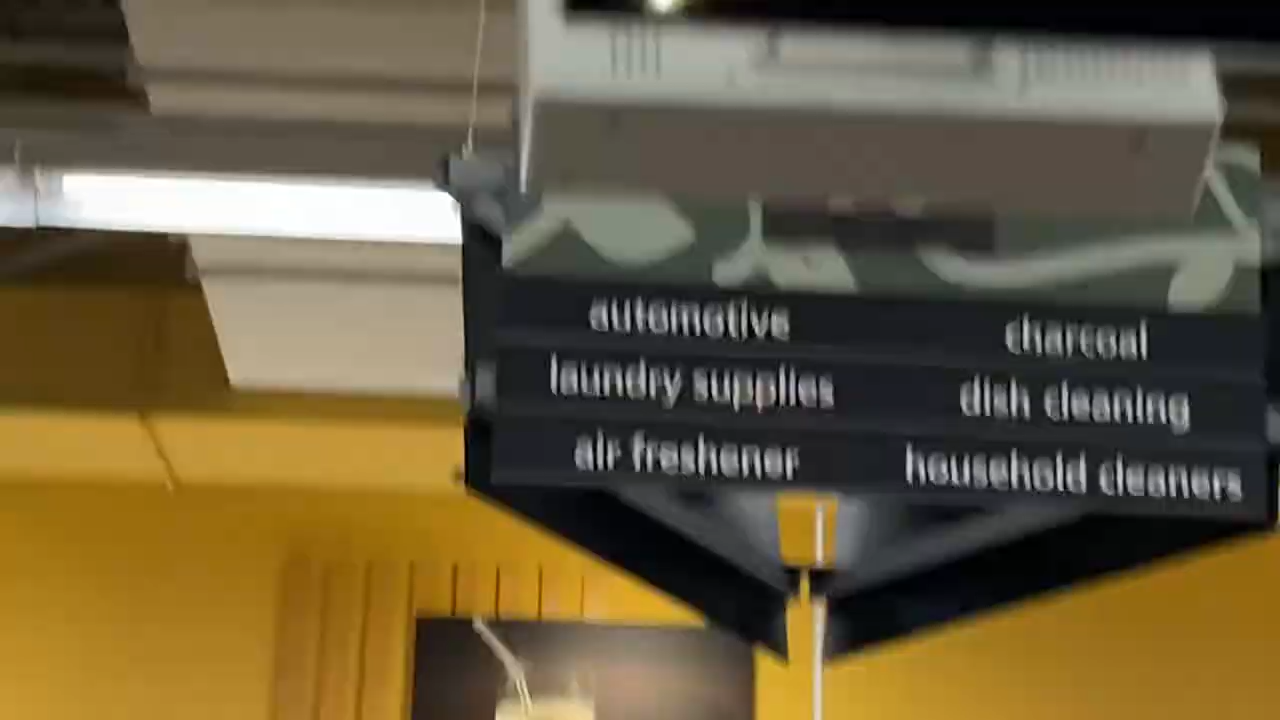 automotive
laundry supplies
air freshener
charcoal
dish cleaning
household cleaners